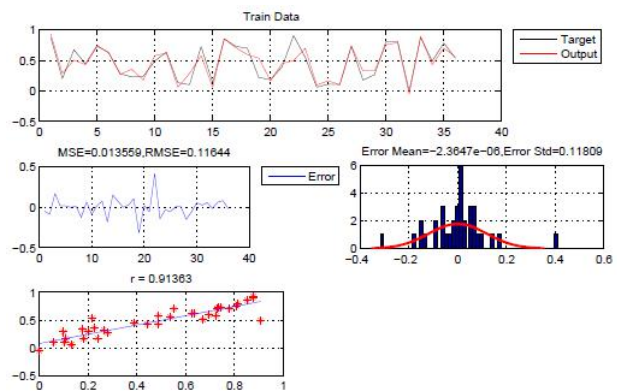 Train Data
1
0.5
0
−0.5
0 5 10 15 20 25 30 35 40
Target
Output
MSE=0.013559,RMSE=0.11644
0.5
0
−0.5
0 10 20 30 40
Error
Error Mean=−2.3647e−06,Error Std=0.11809
6
4
2
0
−0.4 −0.2 0 0.2 0.4 0.6
r = 0.91363
1
0.5
0
−0.5
0 0.2 0.4 0.6 0.8 1